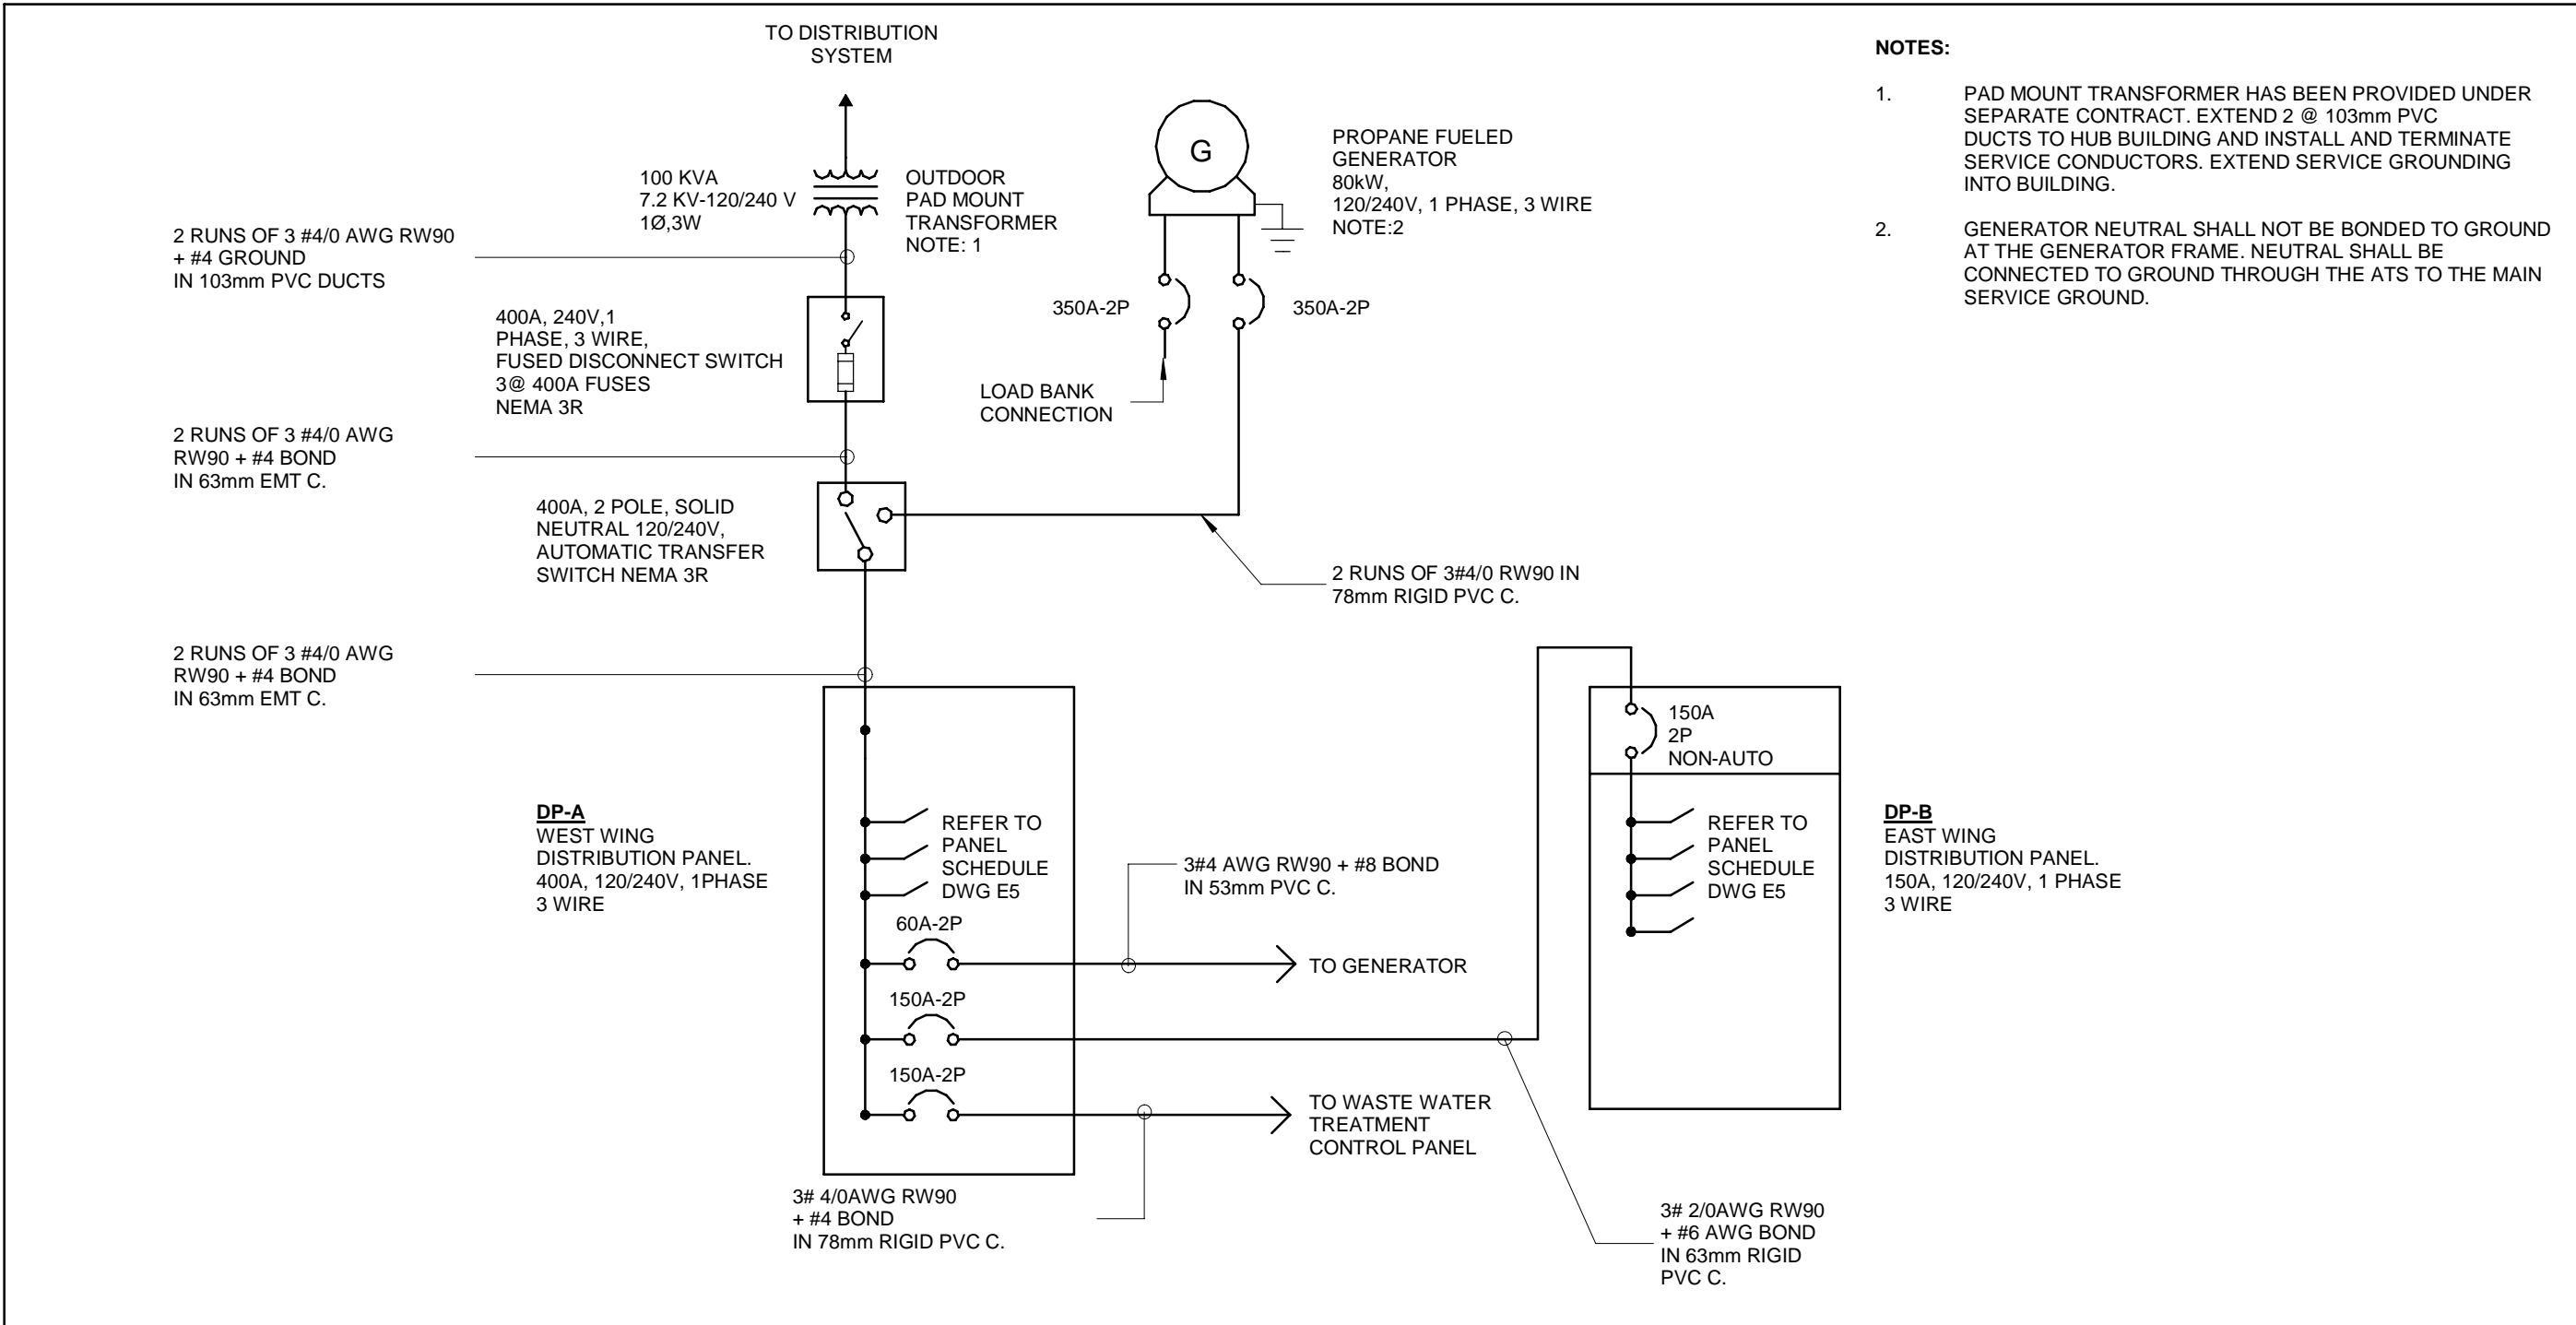 TO DISTRIBUTION
SYSTEM
100 KVA
7.2 KV-120/240 V
1Ø,3W
OUTDOOR
PAD MOUNT
TRANSFORMER
NOTE: 1
G
PROPANE FUELED
GENERATOR
80kW,
120/240V, 1 PHASE, 3 WIRE
NOTE:2
2 RUNS OF 3 #4/0 AWG RW90
+ #4 GROUND
IN 103mm PVC DUCTS
400A, 240V,1
PHASE, 3 WIRE,
FUSED DISCONNECT SWITCH
3@ 400A FUSES
NEMA 3R
350A-2P
350A-2P
LOAD BANK
CONNECTION
2 RUNS OF 3 #4/0 AWG
RW90 + #4 BOND
IN 63mm EMT C.
400A, 2 POLE, SOLID
NEUTRAL 120/240V,
AUTOMATIC TRANSFER
SWITCH NEMA 3R
2 RUNS OF 3#4/0 RW90 IN
78mm RIGID PVC C.
2 RUNS OF 3 #4/0 AWG
RW90 + #4 BOND
IN 63mm EMT C.
DP-A
WEST WING
DISTRIBUTION PANEL.
400A, 120/240V, 1PHASE
3 WIRE
REFER TO
PANEL
SCHEDULE
DWG E5
60A-2P
3#4 AWG RW90 + #8 BOND
IN 53mm PVC C.
TO GENERATOR
150A-2P
150A-2P
TO WASTE WATER
TREATMENT
CONTROL PANEL
3# 4/0AWG RW90
+ #4 BOND
IN 78mm RIGID PVC C.
150A
2P
NON-AUTO
REFER TO
PANEL
SCHEDULE
DWG E5
DP-B
EAST WING
DISTRIBUTION PANEL.
150A, 120/240V, 1 PHASE
3 WIRE
3# 2/0AWG RW90
+ #6 AWG BOND
IN 63mm RIGID
PVC C.
NOTES:
1. PAD MOUNT TRANSFORMER HAS BEEN PROVIDED UNDER
SEPARATE CONTRACT. EXTEND 2 @ 103mm PVC
DUCTS TO HUB BUILDING AND INSTALL AND TERMINATE
SERVICE CONDUCTORS. EXTEND SERVICE GROUNDING
INTO BUILDING.
2. GENERATOR NEUTRAL SHALL NOT BE BONDED TO GROUND
AT THE GENERATOR FRAME. NEUTRAL SHALL BE
CONNECTED TO GROUND THROUGH THE ATS TO THE MAIN
SERVICE GROUND.